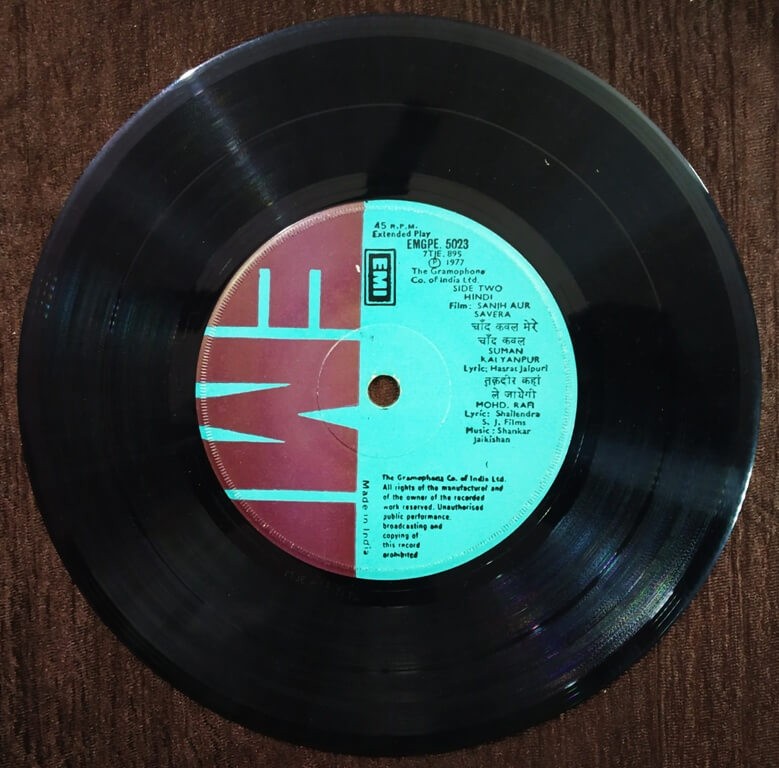 45 R.P.M.
Extended Play
EMGPE. 5023
7TJE. 895
Ⓟ 1977
The Gramophone
Co. of India Ltd.
EMI
SIDE TWO
HINDI
Film: SANJH AUR
SAVERA
चाँद कवल मेरे
चाँद कवल
SUMAN
KALYANPUR
Lyric; Hasrat Jaipuri
तक़दीर कहां
ले जायेगी
MOHD. RAFI
Lyric: Shailendra
S. J. Films
Music: Shankar
Jaikishan
EMI
The Gramophone Co. of India Ltd.
All rights of the manufacturer and
of the owner of the recorded
work reserved. Unauthorised
public performance.
broadcasting and
copying of
this record
prohibited
Made in India